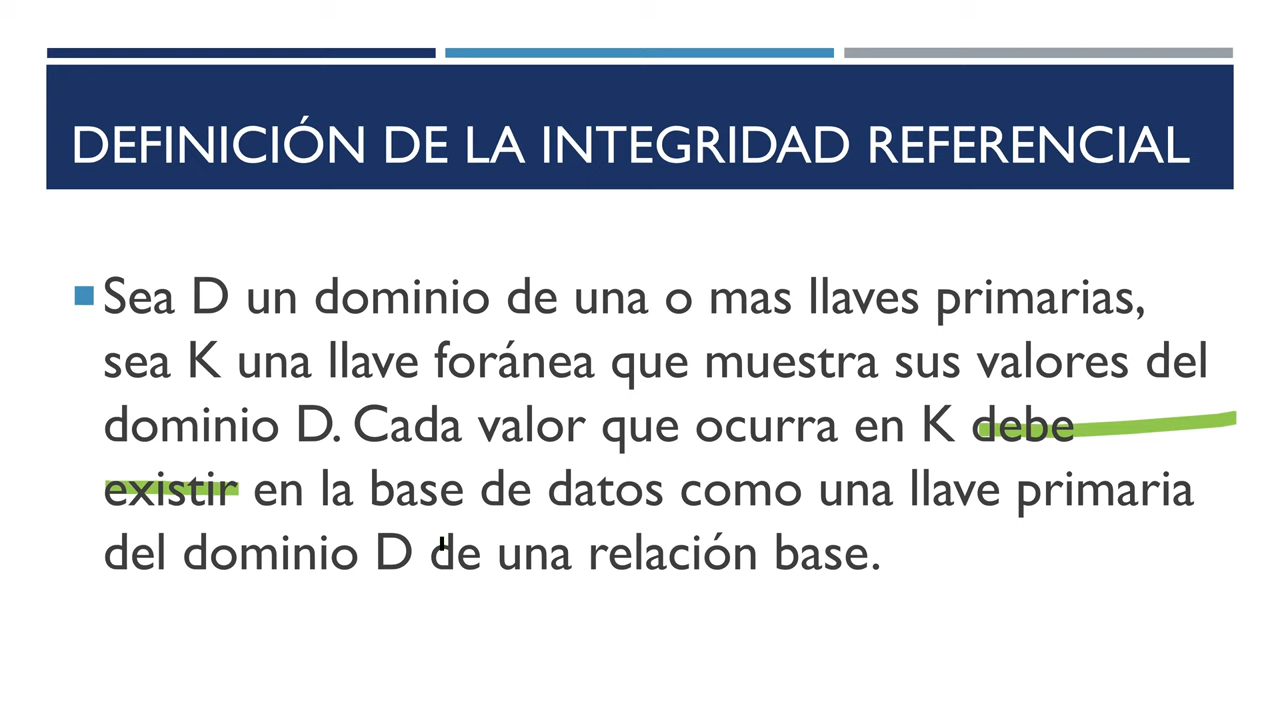 DEFINICIÓN DE LA INTEGRIDAD REFERENCIAL
Sea D un dominio de una o mas llaves primarias,
sea K una llave foránea que muestra sus valores del
dominio D. Cada valor que ocurra en K debe
existir en la base de datos como una llave primaria
del dominio D de una relación base.